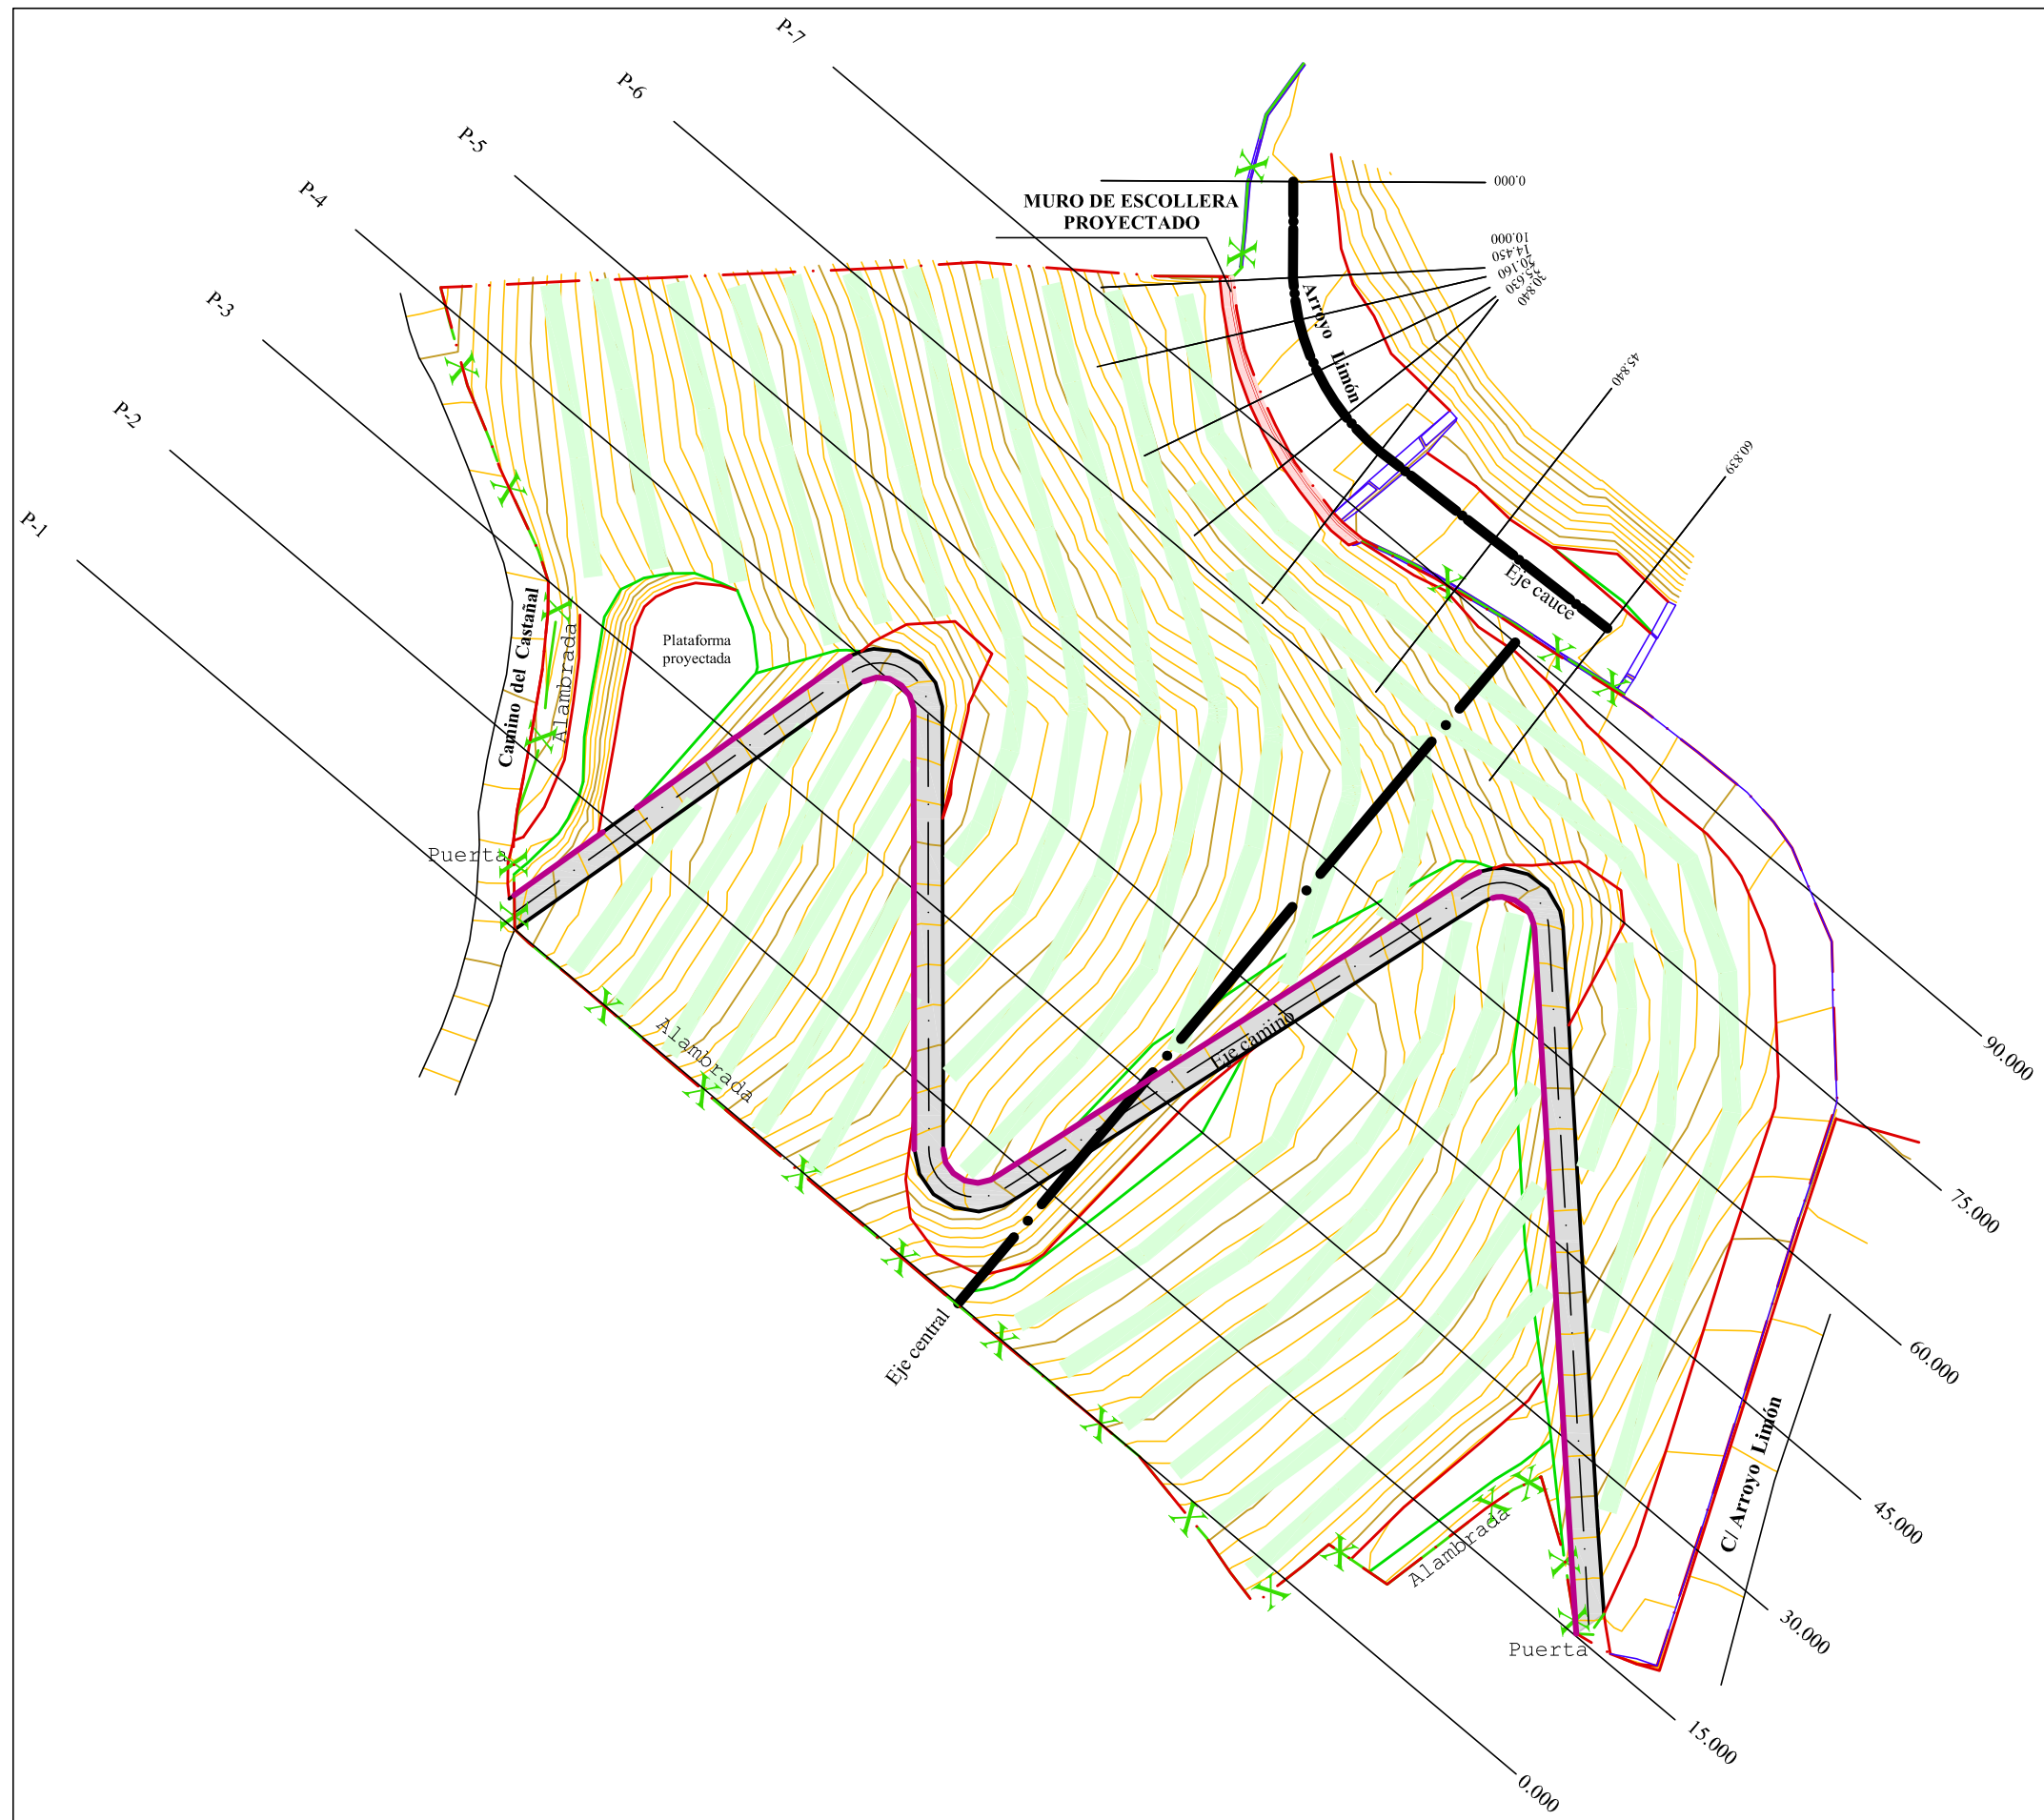 P-7
P-6
P-5
P-4
P-3
P-2
P-1
MURO DE ESCOLLERA
PROYECTADO
0.000
10.000
14.450
20.160
25.630
30.840
45.840
60.839
Arroyo Limón
Eje cauce
Plataforma
proyectada
Camino del Castañal
Alambrada
Puerta
Alambrada
Eje camino
Eje central
Alambrada
Puerta
C/ Arroyo Limón
90.000
75.000
60.000
45.000
30.000
15.000
0.000